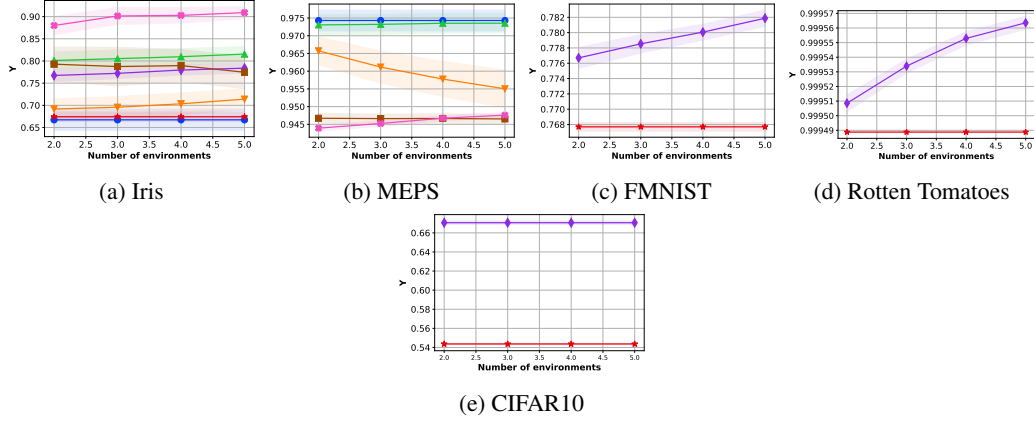 0.90
0.85
0.80
0.75
0.70
0.65
Y
2.0 2.5 3.0 3.5 4.0 4.5 5.0
Number of environments
(a) Iris
0.975
0.970
0.965
0.960
0.955
0.950
0.945
Y
2.0 2.5 3.0 3.5 4.0 4.5 5.0
Number of environments
(b) MEPS
0.782
0.780
0.778
0.776
0.774
0.772
0.770
0.768
Y
2.0 2.5 3.0 3.5 4.0 4.5 5.0
Number of environments
(c) FMNIST
0.99957
0.99956
0.99954
0.99953
0.99951
0.99950
0.99949
Y
2.0 2.5 3.0 3.5 4.0 4.5 5.0
Number of environments
(d) Rotten Tomatoes
0.66
0.64
0.62
0.60
0.58
0.56
0.54
Y
2.0 2.5 3.0 3.5 4.0 4.5 5.0
Number of environments
(e) CIFAR10